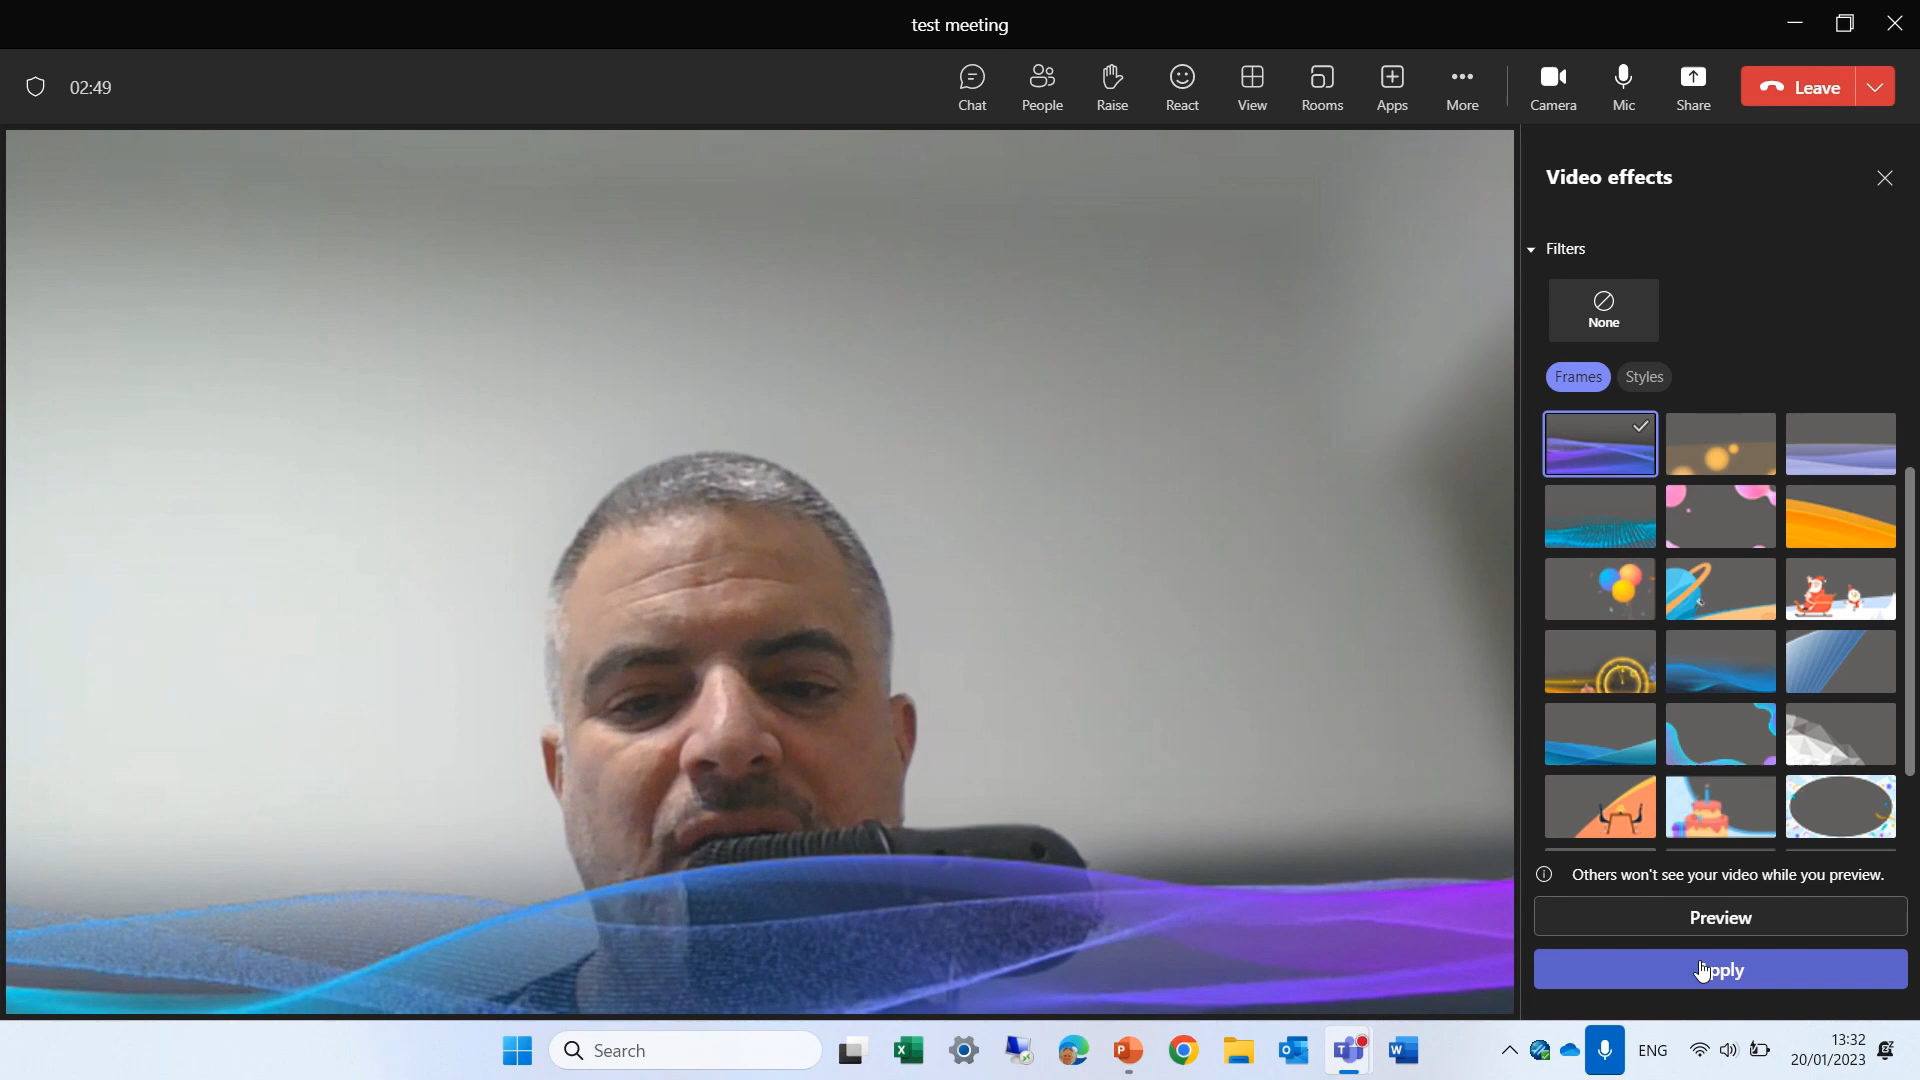 test meeting
02:49
Chat
People
Raise
React
View
Rooms
Apps
More
Camera
Mic
Share
Leave
Video effects
Filters
None
Frames
Styles
Others won't see your video while you preview.
Preview
pply
Search
ENG
13:32
20/01/2023